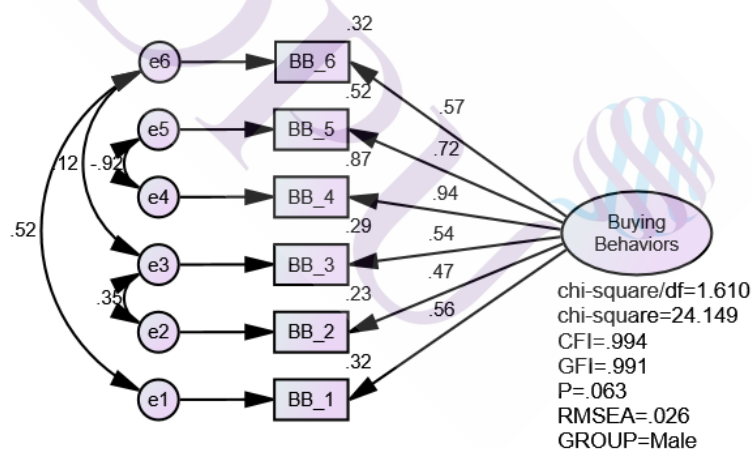 .32
e6
BB_6
.52
.57
e5
BB_5
.72
.87
.12
-.92
e4
BB_4
.94
.29
.52
Buying
Behaviors
e3
BB_3
.54
.35
.23
.47
e2
BB_2
.56
.32
e1
BB_1
chi-square/df=1.610
chi-square=24.149
CFI=.994
GFI=.991
P=.063
RMSEA=.026
GROUP=Male